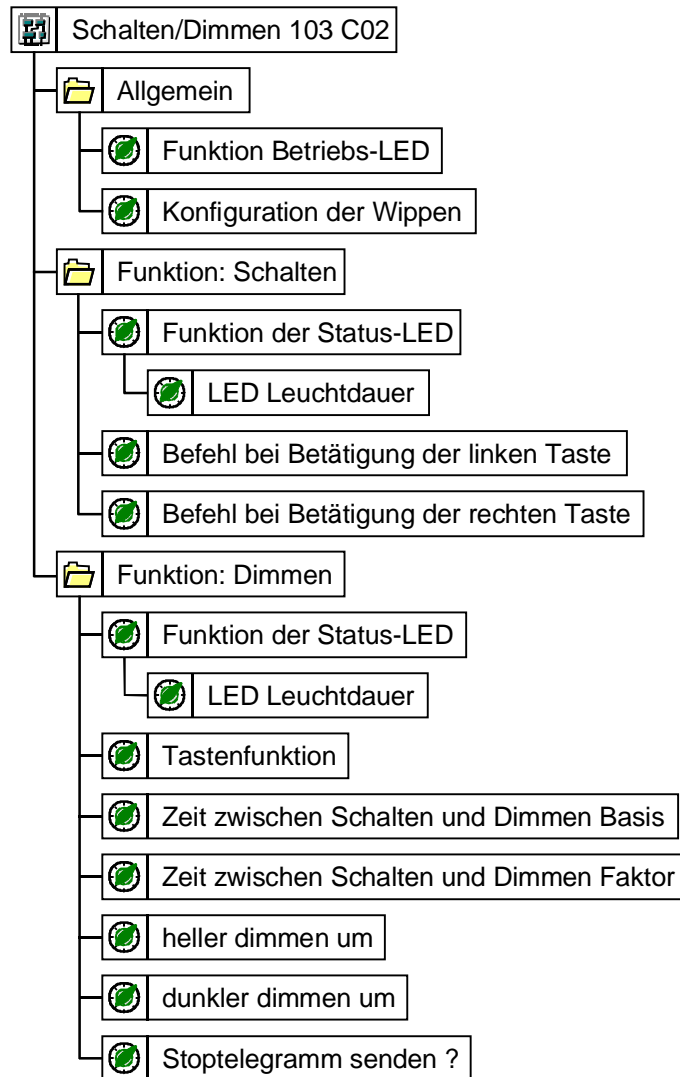 Schalten/Dimmen 103 C02
Allgemein
Funktion Betriebs-LED
Konfiguration der Wippen
Funktion: Schalten
Funktion der Status-LED
LED Leuchtdauer
Befehl bei Betätigung der linken Taste
Befehl bei Betätigung der rechten Taste
Funktion: Dimmen
Funktion der Status-LED
LED Leuchtdauer
Tastenfunktion
Zeit zwischen Schalten und Dimmen Basis
Zeit zwischen Schalten und Dimmen Faktor
heller dimmen um
dunkler dimmen um
Stoptelegramm senden ?